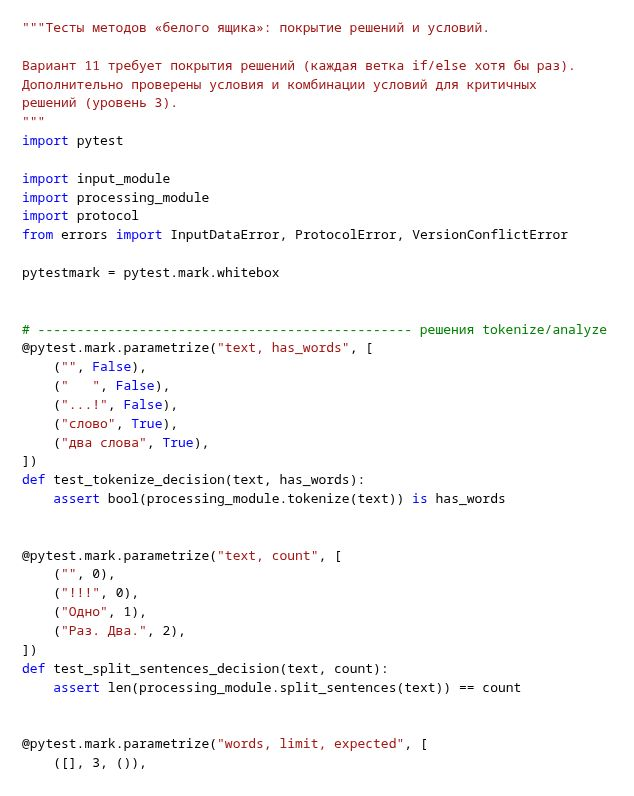 """Тесты методов «белого ящика»: покрытие решений и условий.

Вариант 11 требует покрытия решений (каждая ветка if/else хотя бы раз).
Дополнительно проверены условия и комбинации условий для критичных
решений (уровень 3).
"""
import pytest

import input_module
import processing_module
import protocol
from errors import InputDataError, ProtocolError, VersionConflictError

pytestmark = pytest.mark.whitebox


# ------------------------------------------------ решения tokenize/analyze
@pytest.mark.parametrize("text, has_words", [
    ("", False),
    ("   ", False),
    ("...!", False),
    ("слово", True),
    ("два слова", True),
])
def test_tokenize_decision(text, has_words):
    assert bool(processing_module.tokenize(text)) is has_words


@pytest.mark.parametrize("text, count", [
    ("", 0),
    ("!!!", 0),
    ("Одно", 1),
    ("Раз. Два.", 2),
])
def test_split_sentences_decision(text, count):
    assert len(processing_module.split_sentences(text)) == count


@pytest.mark.parametrize("words, limit, expected", [
    ([], 3, ()),